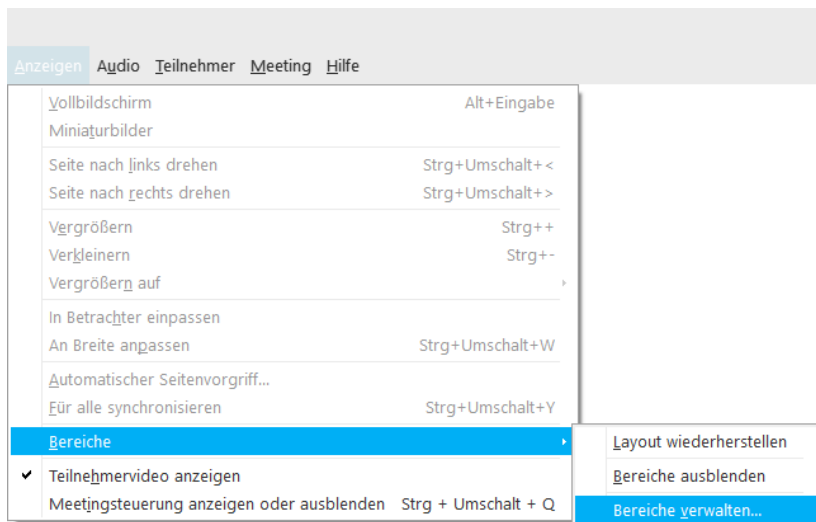 Anzeigen Audio Teilnehmer Meeting Hilfe
Vollbildschirm Alt+Eingabe
Miniaturbilder
Seite nach links drehen Strg+Umschalt+<
Seite nach rechts drehen Strg+Umschalt+>
Vergrößern Strg++
Verkleinern Strg+-
Vergrößern auf
In Betrachter einpassen
An Breite anpassen Strg+Umschalt+W
Automatischer Seitenvorgriff...
Für alle synchronisieren Strg+Umschalt+Y
Bereiche Layout wiederherstellen
Teilnehmervideo anzeigen Bereiche ausblenden
Meetingsteuerung anzeigen oder ausblenden Strg + Umschalt + Q Bereiche verwalten...